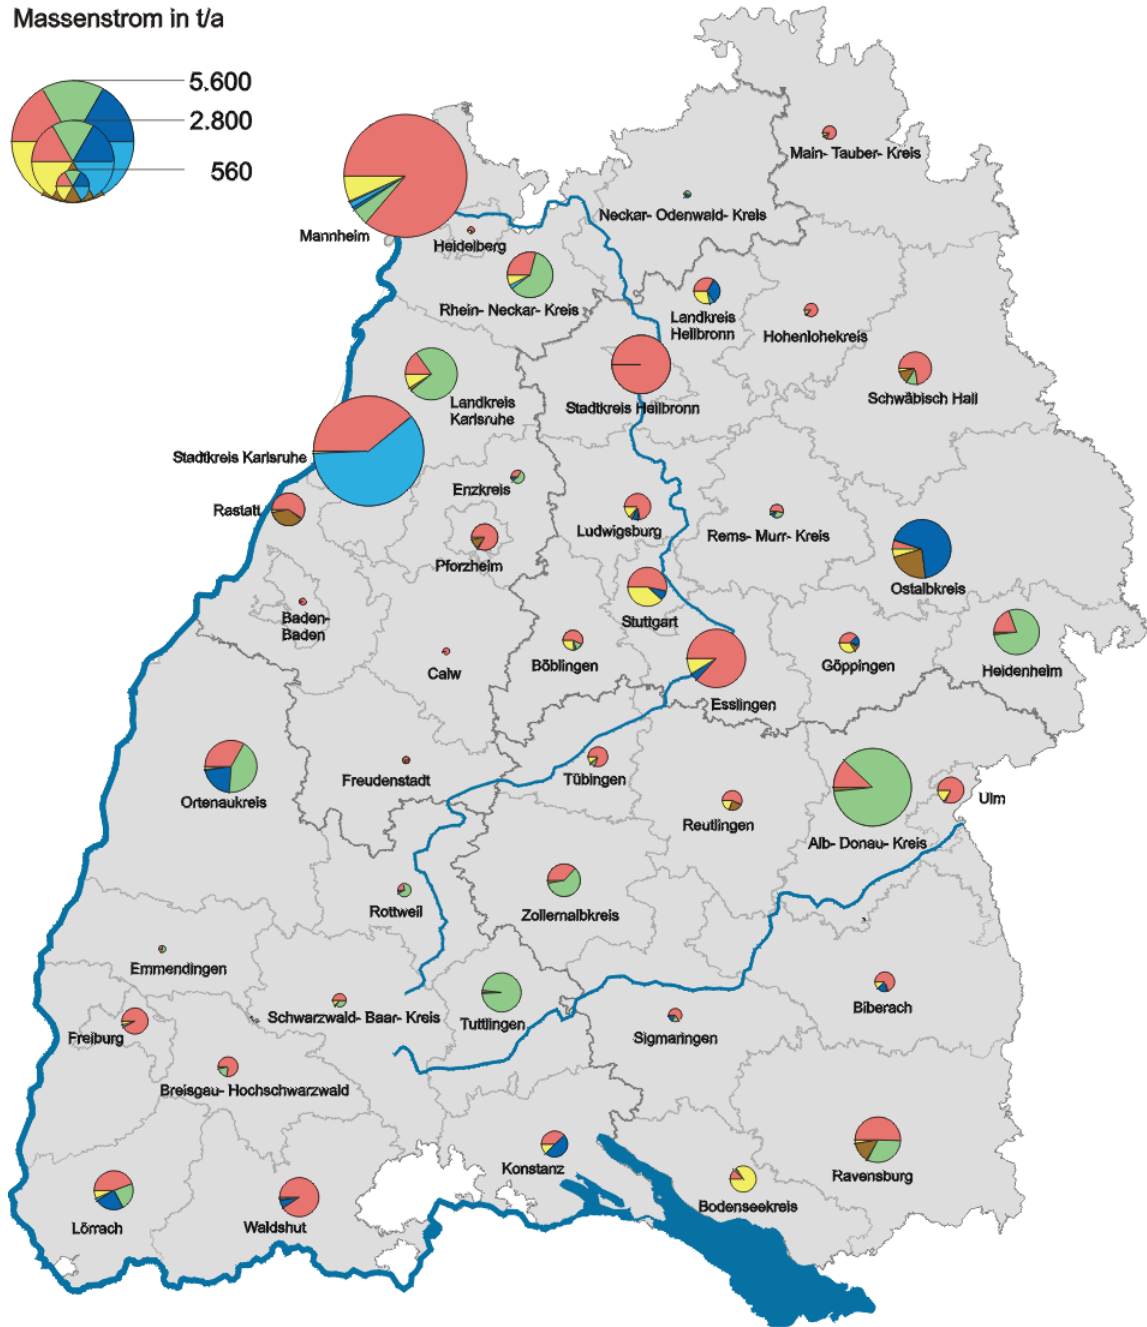 Massenstrom in t/a
5.600
2.800
560
Main- Tauber- Kreis
Neckar- Odenwald- Kreis
Mannheim
Heidelberg
Rhein- Neckar- Kreis
Landkreis
Heilbronn
Hohenlohekreis
Landkreis
Karlsruhe
Stadtkreis Heilbronn
Schwäbisch Hall
Stadtkreis Karlsruhe
Enzkreis
Rastatt
Ludwigsburg
Rems- Murr- Kreis
Pforzheim
Ostalbkreis
Baden-
Baden
Stuttgart
Calw
Böblingen
Göppingen
Heidenheim
Esslingen
Freudenstadt
Tübingen
Ortenaukreis
Reutlingen
Ulm
Alb- Donau- Kreis
Rottweil
Zollernalbkreis
Emmendingen
Schwarzwald- Baar- Kreis
Tuttlingen
Biberach
Freiburg
Sigmaringen
Breisgau- Hochschwarzwald
Konstanz
Ravensburg
Bodenseekreis
Lörrach
Waldshut